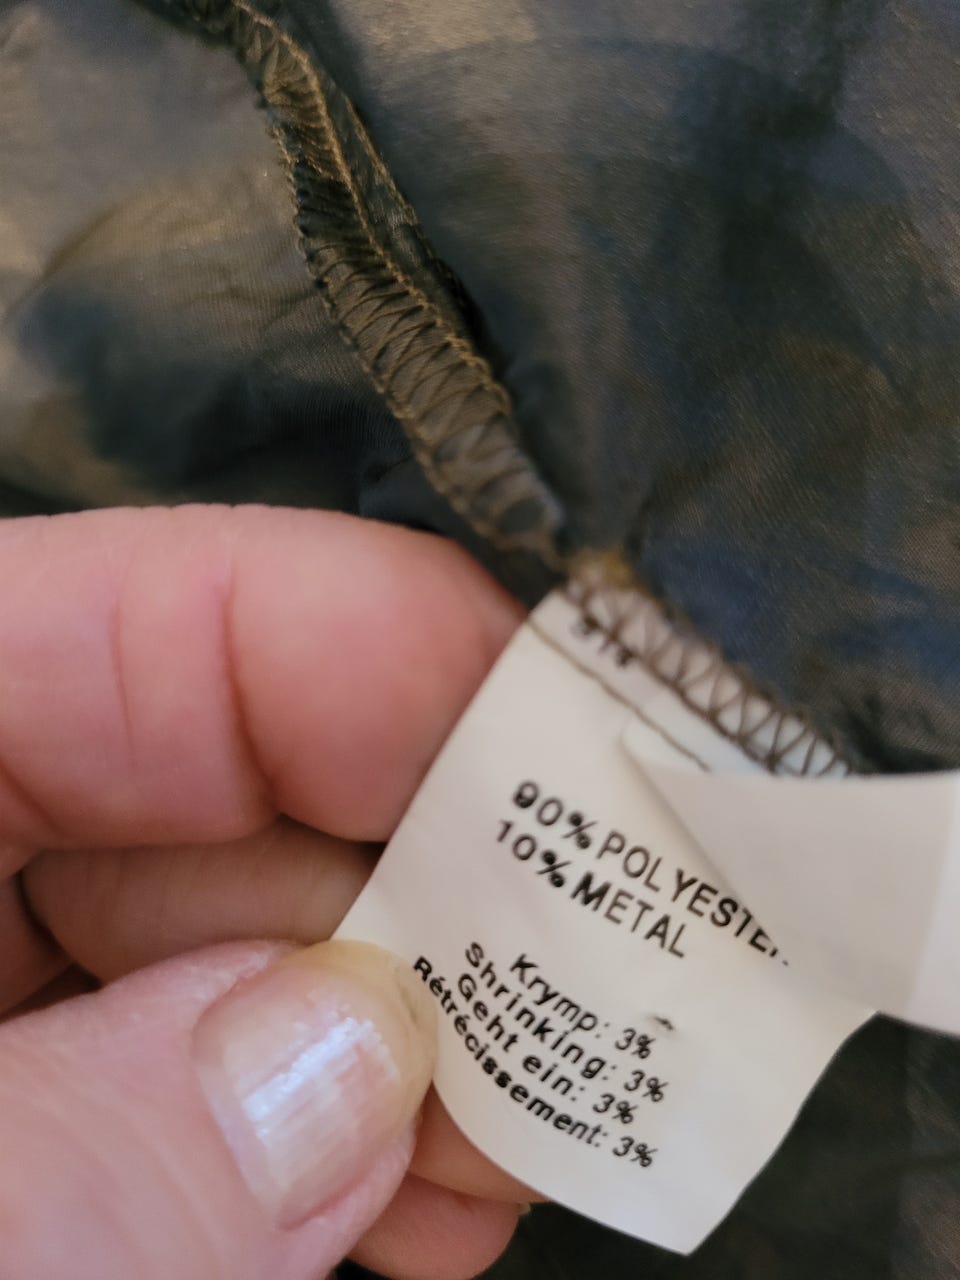 90% POLYESTER
10% METAL
Krymp: 3%
Shrinking: 3%
Geht ein: 3%
Rétrécissement: 3%